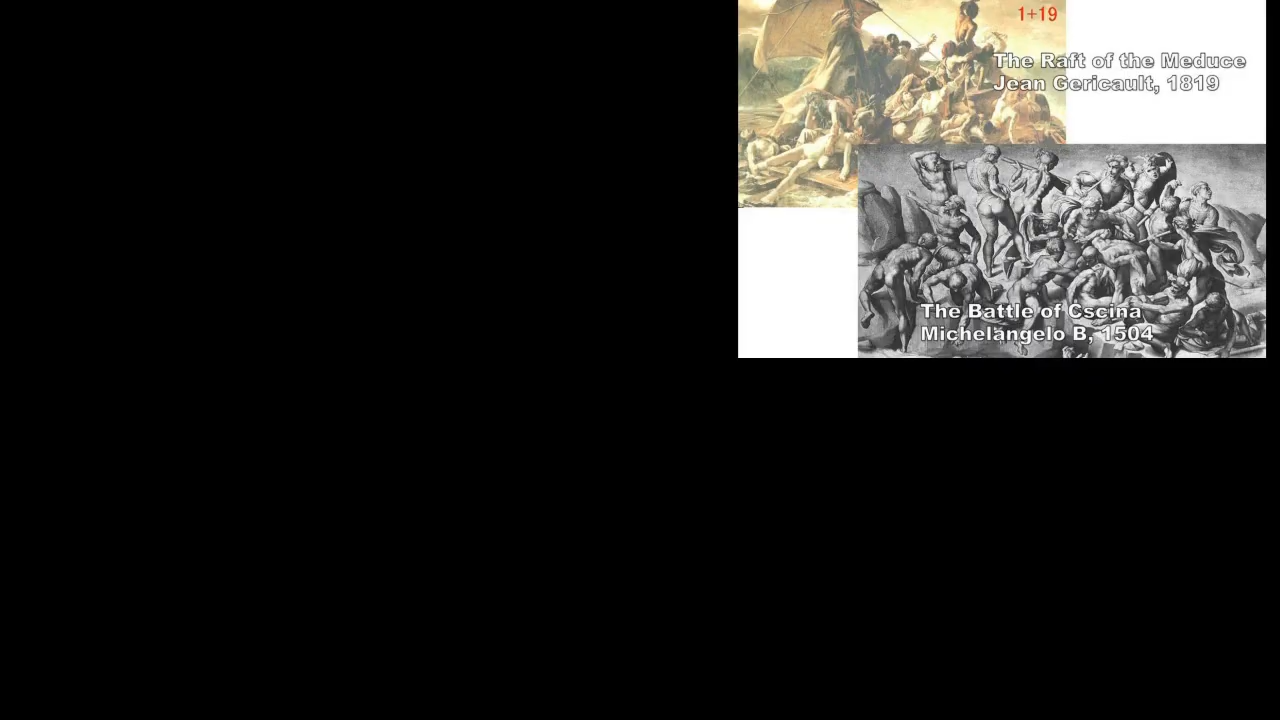 1+19
The Raft of the Meduce
Jean Gericault, 1819
The Battle of Cscina
Michelangelo B, 1504